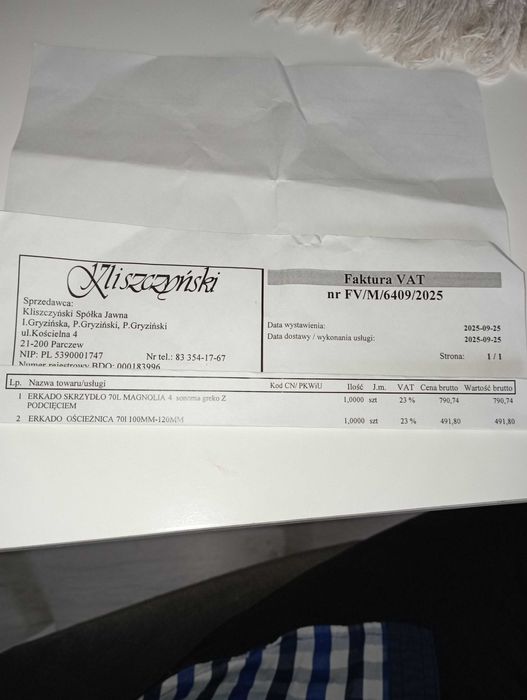 Kliszczyński
Sprzedawca:
Kliszczyński Spółka Jawna
I.Gryzińska, P.Gryziński, P.Gryziński
ul.Kościelna 4
21-200 Parczew
NIP: PL 5390001747 Nr tel.: 83 354-17-67
Numer rejestrowy BDO: 000183996
Faktura VAT
nr FV/M/6409/2025
Data wystawienia: 2025-09-25
Data dostawy / wykonania usługi: 2025-09-25
Strona: 1 / 1
Lp. Nazwa towaru/usługi Kod CN/ PKWiU Ilość J.m. VAT Cena brutto Wartość brutto
1 ERKADO SKRZYDŁO 70L MAGNOLIA 4 sonoma greko Z 1,0000 szt 23 % 790,74 790,74
PODCIĘCIEM
2 ERKADO OŚCIEŻNICA 70l 100MM-120MM 1,0000 szt 23 % 491,80 491,80